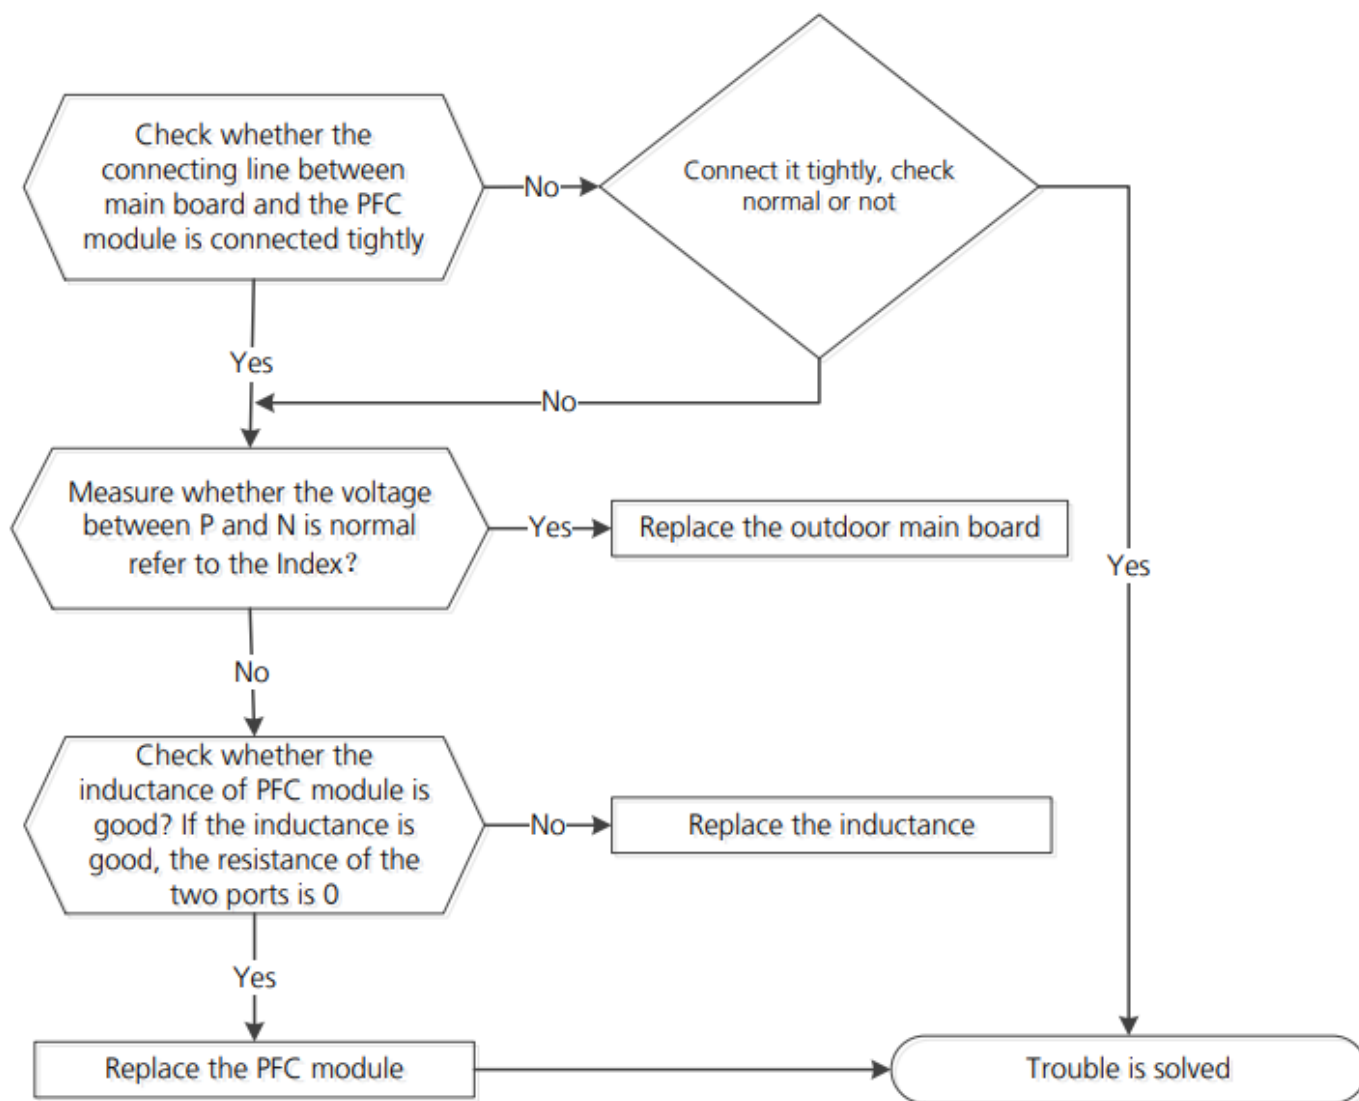 Check whether the
connecting line between
main board and the PFC
module is connected tightly
No
Connect it tightly, check
normal or not
Yes
No
Measure whether the voltage
between P and N is normal
refer to the Index?
Yes
Replace the outdoor main board
Yes
No
Check whether the
inductance of PFC module is
good? If the inductance is
good, the resistance of the
two ports is 0
No
Replace the inductance
Yes
Replace the PFC module
Trouble is solved